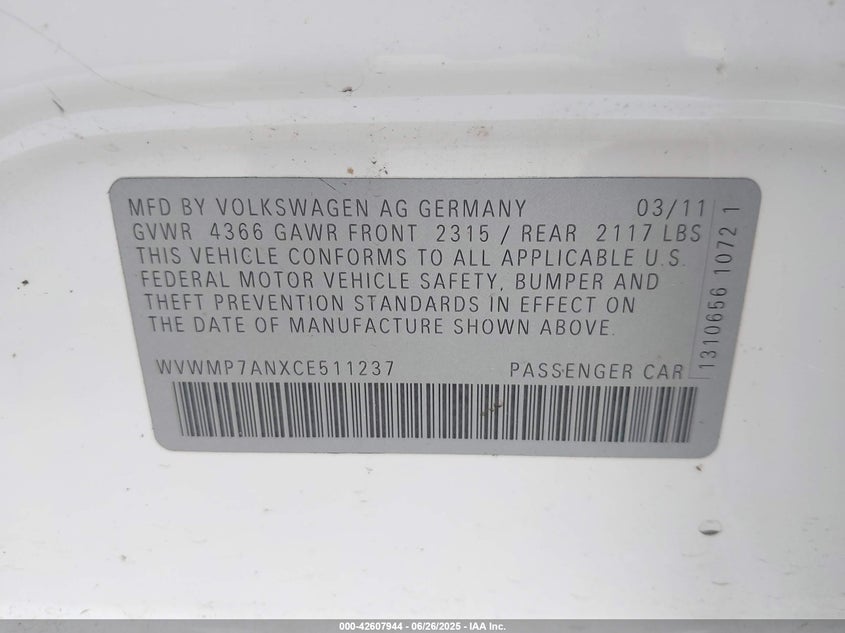 MFD BY VOLKSWAGEN AG GERMANY 03/11
GVWR 4366 GAWR FRONT 2315 / REAR 2117 LBS
THIS VEHICLE CONFORMS TO ALL APPLICABLE U.S.
FEDERAL MOTOR VEHICLE SAFETY, BUMPER AND
THEFT PREVENTION STANDARDS IN EFFECT ON
THE DATE OF MANUFACTURE SHOWN ABOVE.
WVWMP7ANXCE511237 PASSENGER CAR
1310656 1072 1
000-42607944 - 06/26/2025 - IAA Inc.